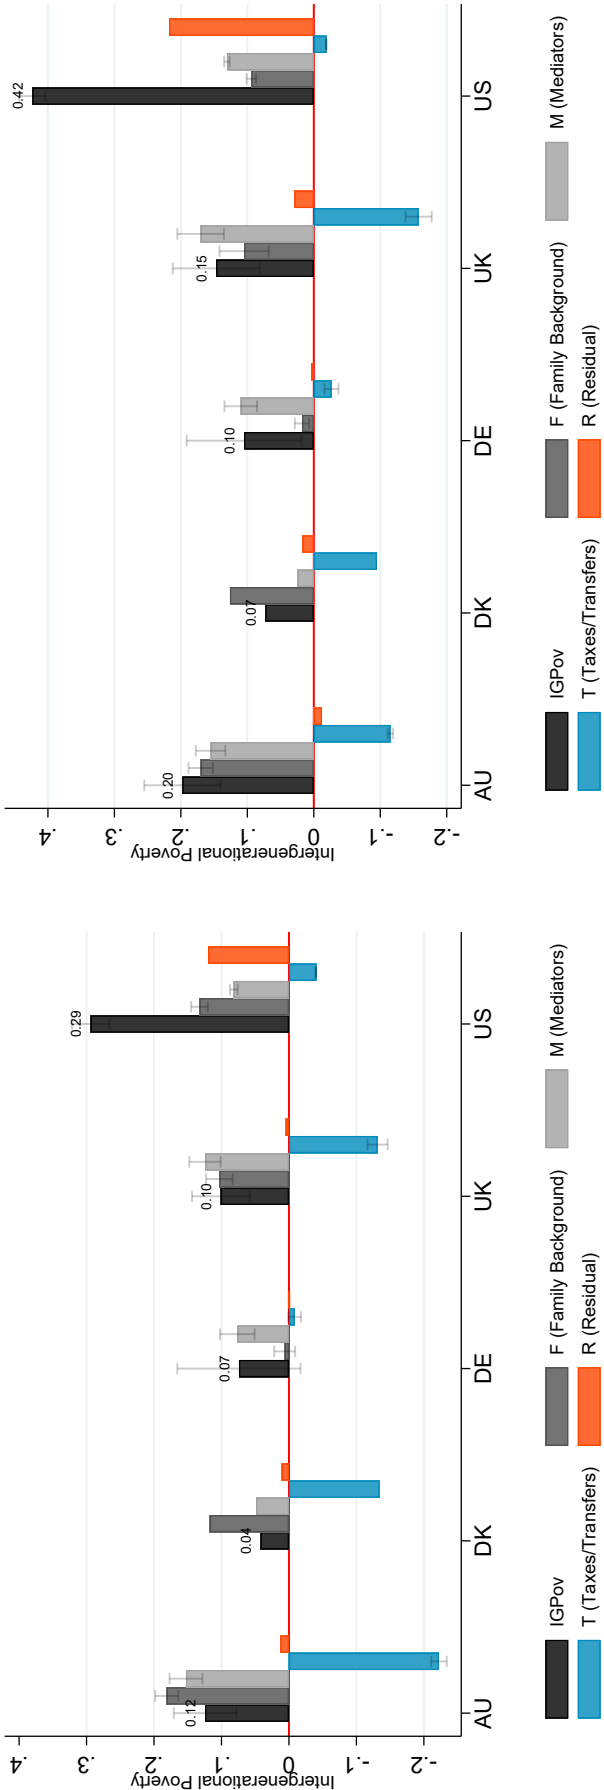 Intergenerational Poverty
.4
.3
.2
.1
0
-.1
-.2
0.12
0.04
0.07
0.10
0.29
AU
DK
DE
UK
US
IGPov
F (Family Background)
M (Mediators)
T (Taxes/Transfers)
R (Residual)
Intergenerational Poverty
.4
.3
.2
.1
0
-.1
-.2
0.20
0.07
0.10
0.15
0.42
AU
DK
DE
UK
US
IGPov
F (Family Background)
M (Mediators)
T (Taxes/Transfers)
R (Residual)